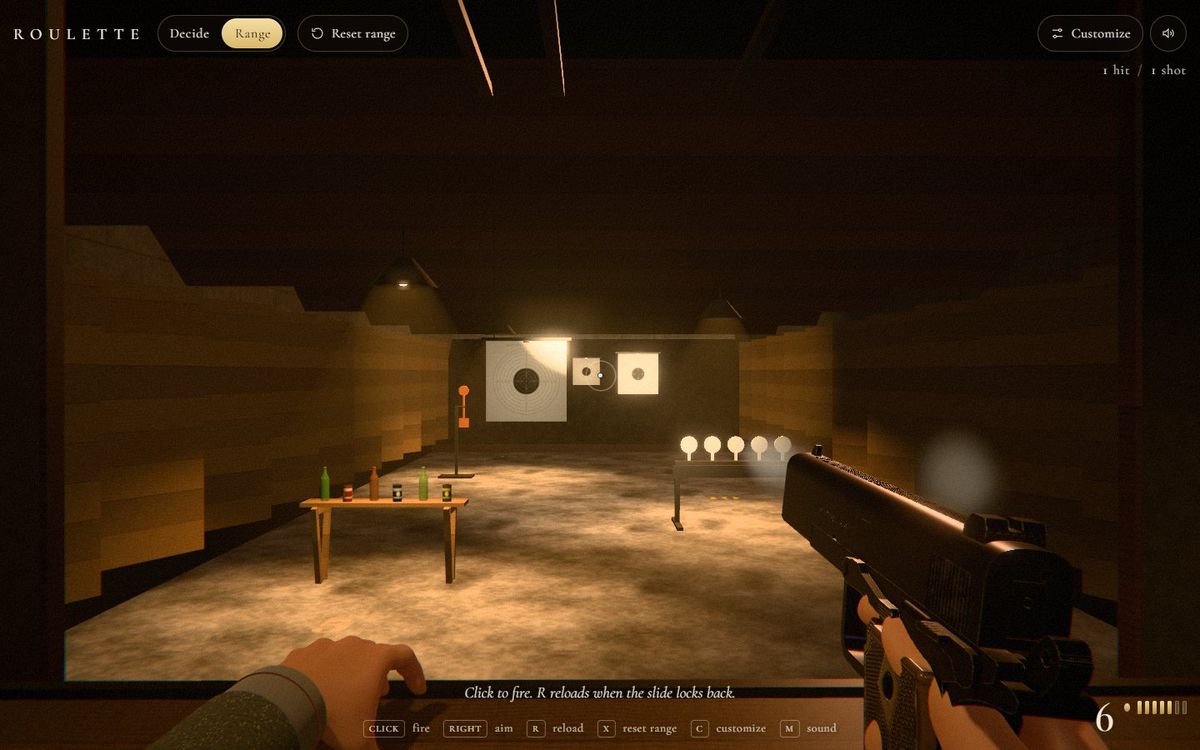 ROULETTE Decide Range Reset range Customize
1 hit / 1 shot
Click to fire. R reloads when the slide locks back.
CLICK fire RIGHT aim R reload X reset range C customize M sound
6